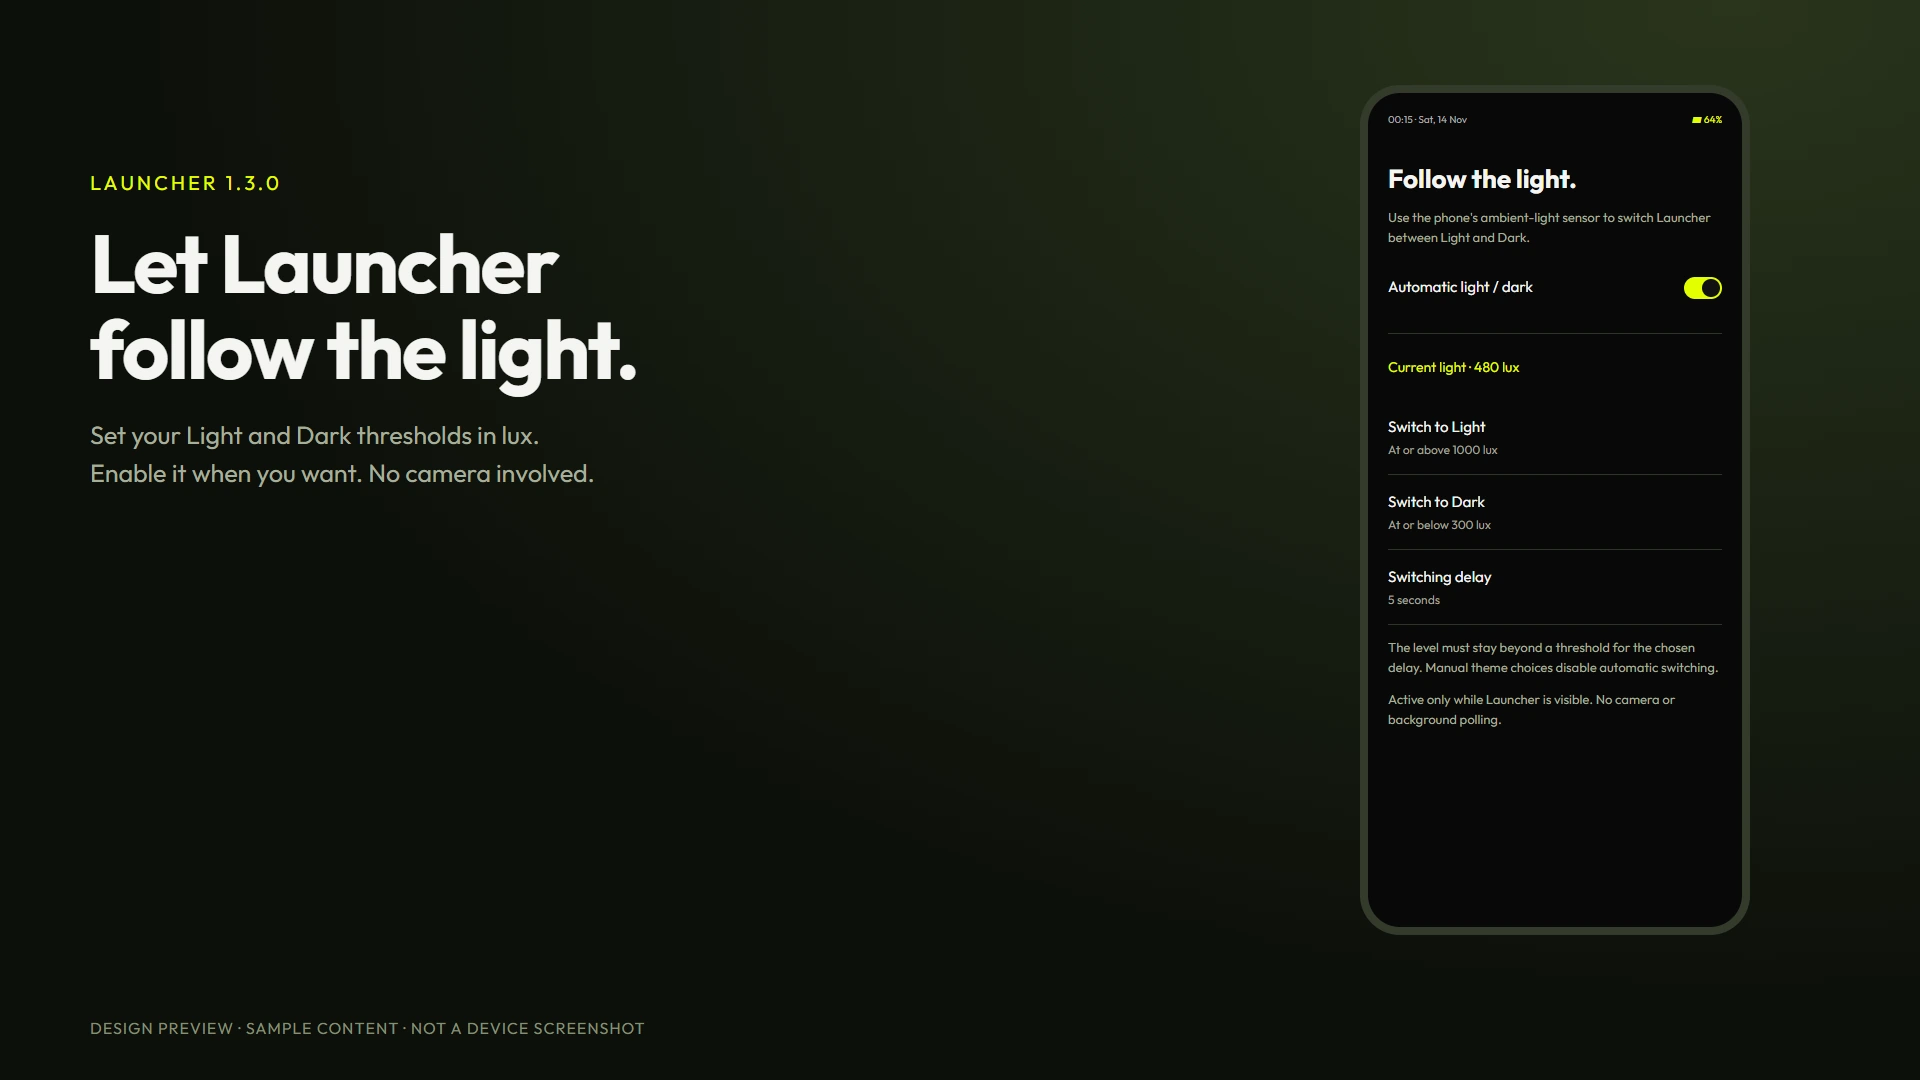 LAUNCHER 1.3.0
Let Launcher
follow the light.
Set your Light and Dark thresholds in lux.
Enable it when you want. No camera involved.
DESIGN PREVIEW · SAMPLE CONTENT · NOT A DEVICE SCREENSHOT
00:15 · Sat, 14 Nov
64%
Follow the light.
Use the phone's ambient-light sensor to switch Launcher
between Light and Dark.
Automatic light / dark
Current light · 480 lux
Switch to Light
At or above 1000 lux
Switch to Dark
At or below 300 lux
Switching delay
5 seconds
The level must stay beyond a threshold for the chosen
delay. Manual theme choices disable automatic switching.
Active only while Launcher is visible. No camera or
background polling.